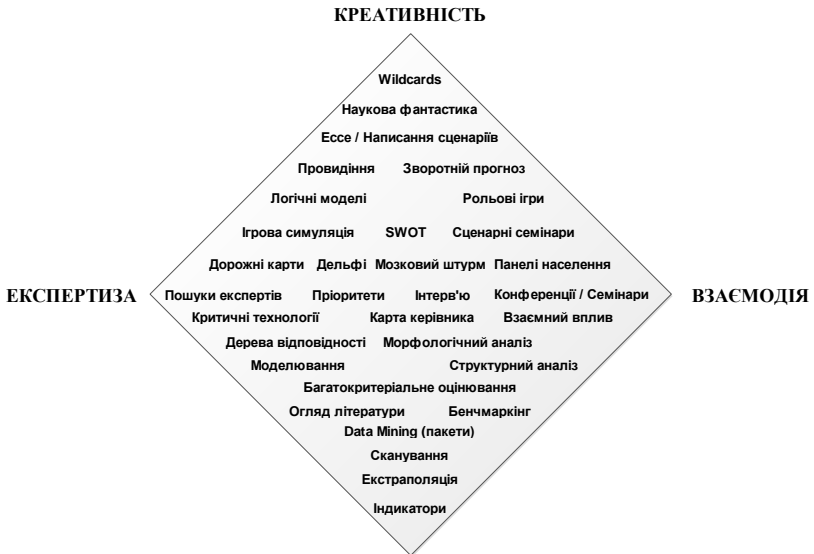 КРЕАТИВНІСТЬ
Wildcards
Наукова фантастика
Ессе / Написання сценаріїв
Провидіння Зворотній прогноз
Логічні моделі Рольові ігри
Ігрова симуляція SWOT Сценарні семінари
Дорожні карти Дельфі Мозковий штурм Панелі населення
ЕКСПЕРТИЗА Пошуки експертів Пріоритети Інтерв'ю Конференції / Семінари ВЗАЄМОДІЯ
Критичні технології Карта керівника Взаємний вплив
Дерева відповідності Морфологічний аналіз
Моделювання Структурний аналіз
Багатокритеріальне оцінювання
Огляд літератури Бенчмаркінг
Data Mining (пакети)
Сканування
Екстраполяція
Індикатори